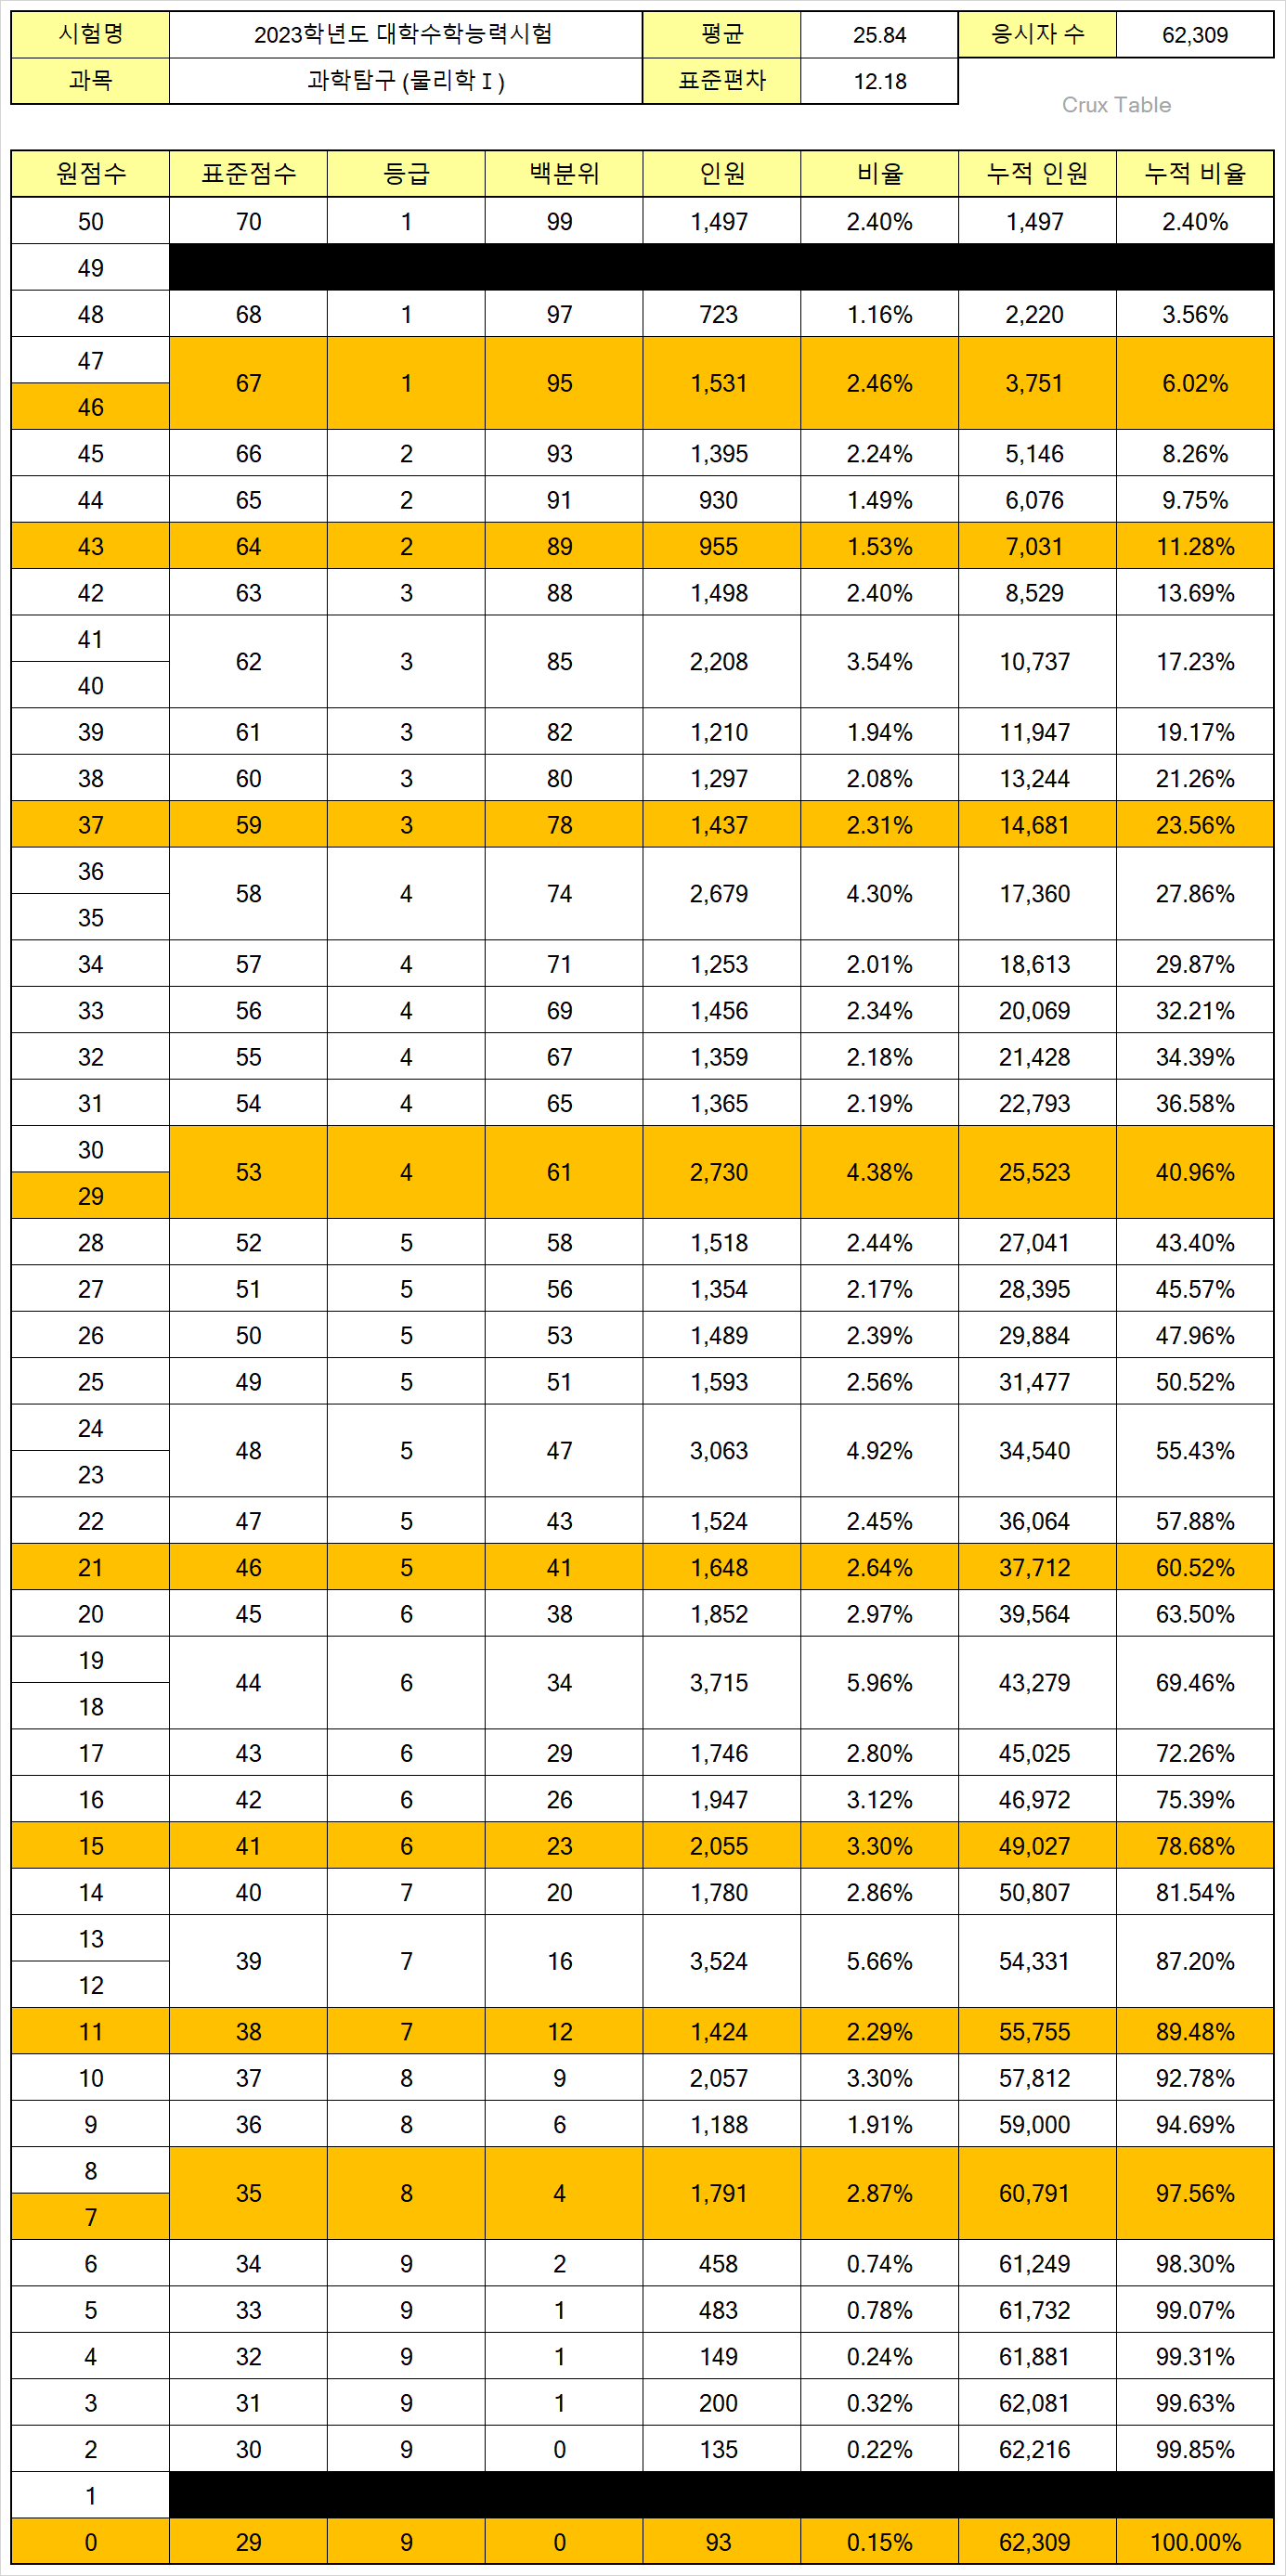 시험명 2023학년도 대학수학능력시험 평균 25.84 응시자 수 62,309
과목 과학탐구 (물리학Ⅰ) 표준편차 12.18
Crux Table
원점수 표준점수 등급 백분위 인원 비율 누적 인원 누적 비율
50 70 1 99 1,497 2.40% 1,497 2.40%
49
48 68 1 97 723 1.16% 2,220 3.56%
47
67 1 95 1,531 2.46% 3,751 6.02%
46
45 66 2 93 1,395 2.24% 5,146 8.26%
44 65 2 91 930 1.49% 6,076 9.75%
43 64 2 89 955 1.53% 7,031 11.28%
42 63 3 88 1,498 2.40% 8,529 13.69%
41
62 3 85 2,208 3.54% 10,737 17.23%
40
39 61 3 82 1,210 1.94% 11,947 19.17%
38 60 3 80 1,297 2.08% 13,244 21.26%
37 59 3 78 1,437 2.31% 14,681 23.56%
36
58 4 74 2,679 4.30% 17,360 27.86%
35
34 57 4 71 1,253 2.01% 18,613 29.87%
33 56 4 69 1,456 2.34% 20,069 32.21%
32 55 4 67 1,359 2.18% 21,428 34.39%
31 54 4 65 1,365 2.19% 22,793 36.58%
30
53 4 61 2,730 4.38% 25,523 40.96%
29
28 52 5 58 1,518 2.44% 27,041 43.40%
27 51 5 56 1,354 2.17% 28,395 45.57%
26 50 5 53 1,489 2.39% 29,884 47.96%
25 49 5 51 1,593 2.56% 31,477 50.52%
24
48 5 47 3,063 4.92% 34,540 55.43%
23
22 47 5 43 1,524 2.45% 36,064 57.88%
21 46 5 41 1,648 2.64% 37,712 60.52%
20 45 6 38 1,852 2.97% 39,564 63.50%
19
44 6 34 3,715 5.96% 43,279 69.46%
18
17 43 6 29 1,746 2.80% 45,025 72.26%
16 42 6 26 1,947 3.12% 46,972 75.39%
15 41 6 23 2,055 3.30% 49,027 78.68%
14 40 7 20 1,780 2.86% 50,807 81.54%
13
39 7 16 3,524 5.66% 54,331 87.20%
12
11 38 7 12 1,424 2.29% 55,755 89.48%
10 37 8 9 2,057 3.30% 57,812 92.78%
9 36 8 6 1,188 1.91% 59,000 94.69%
8
35 8 4 1,791 2.87% 60,791 97.56%
7
6 34 9 2 458 0.74% 61,249 98.30%
5 33 9 1 483 0.78% 61,732 99.07%
4 32 9 1 149 0.24% 61,881 99.31%
3 31 9 1 200 0.32% 62,081 99.63%
2 30 9 0 135 0.22% 62,216 99.85%
1
0 29 9 0 93 0.15% 62,309 100.00%